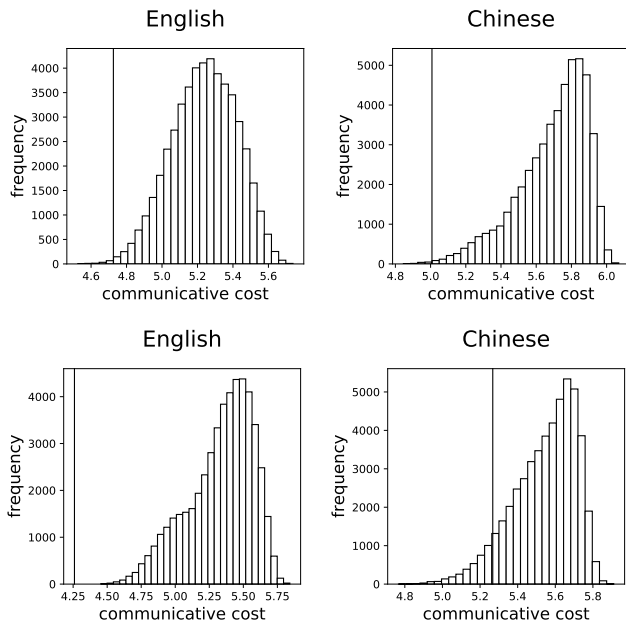 English
Chinese
frequency
4000
3500
3000
2500
2000
1500
1000
500
0
4.6 4.8 5.0 5.2 5.4 5.6
communicative cost
frequency
5000
4000
3000
2000
1000
0
4.8 5.0 5.2 5.4 5.6 5.8 6.0
communicative cost
English
Chinese
frequency
4000
3000
2000
1000
0
4.25 4.50 4.75 5.00 5.25 5.50 5.75
communicative cost
frequency
5000
4000
3000
2000
1000
0
4.8 5.0 5.2 5.4 5.6 5.8
communicative cost